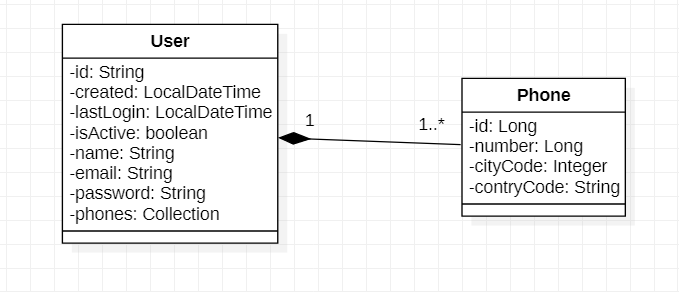 User
-id: String
-created: LocalDateTime
-lastLogin: LocalDateTime
-isActive: boolean
-name: String
-email: String
-password: String
-phones: Collection
1
1..*
Phone
-id: Long
-number: Long
-cityCode: Integer
-contryCode: String